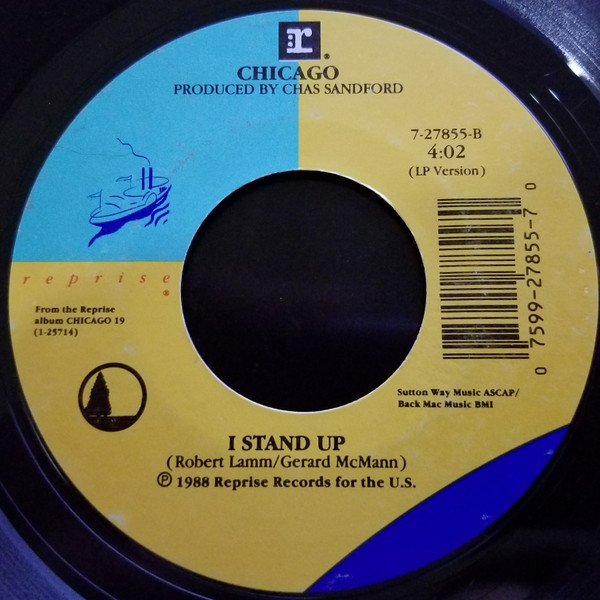 :r
®
CHICAGO
PRODUCED BY CHAS SANDFORD
7-27855-B
4:02
(LP Version)
reprise
®
From the Reprise
album CHICAGO 19
(1-25714)
0 7599-27855-7 0
Sutton Way Music ASCAP/
Back Mac Music BMI
I STAND UP
(Robert Lamm/Gerard McMann)
℗ 1988 Reprise Records for the U.S.